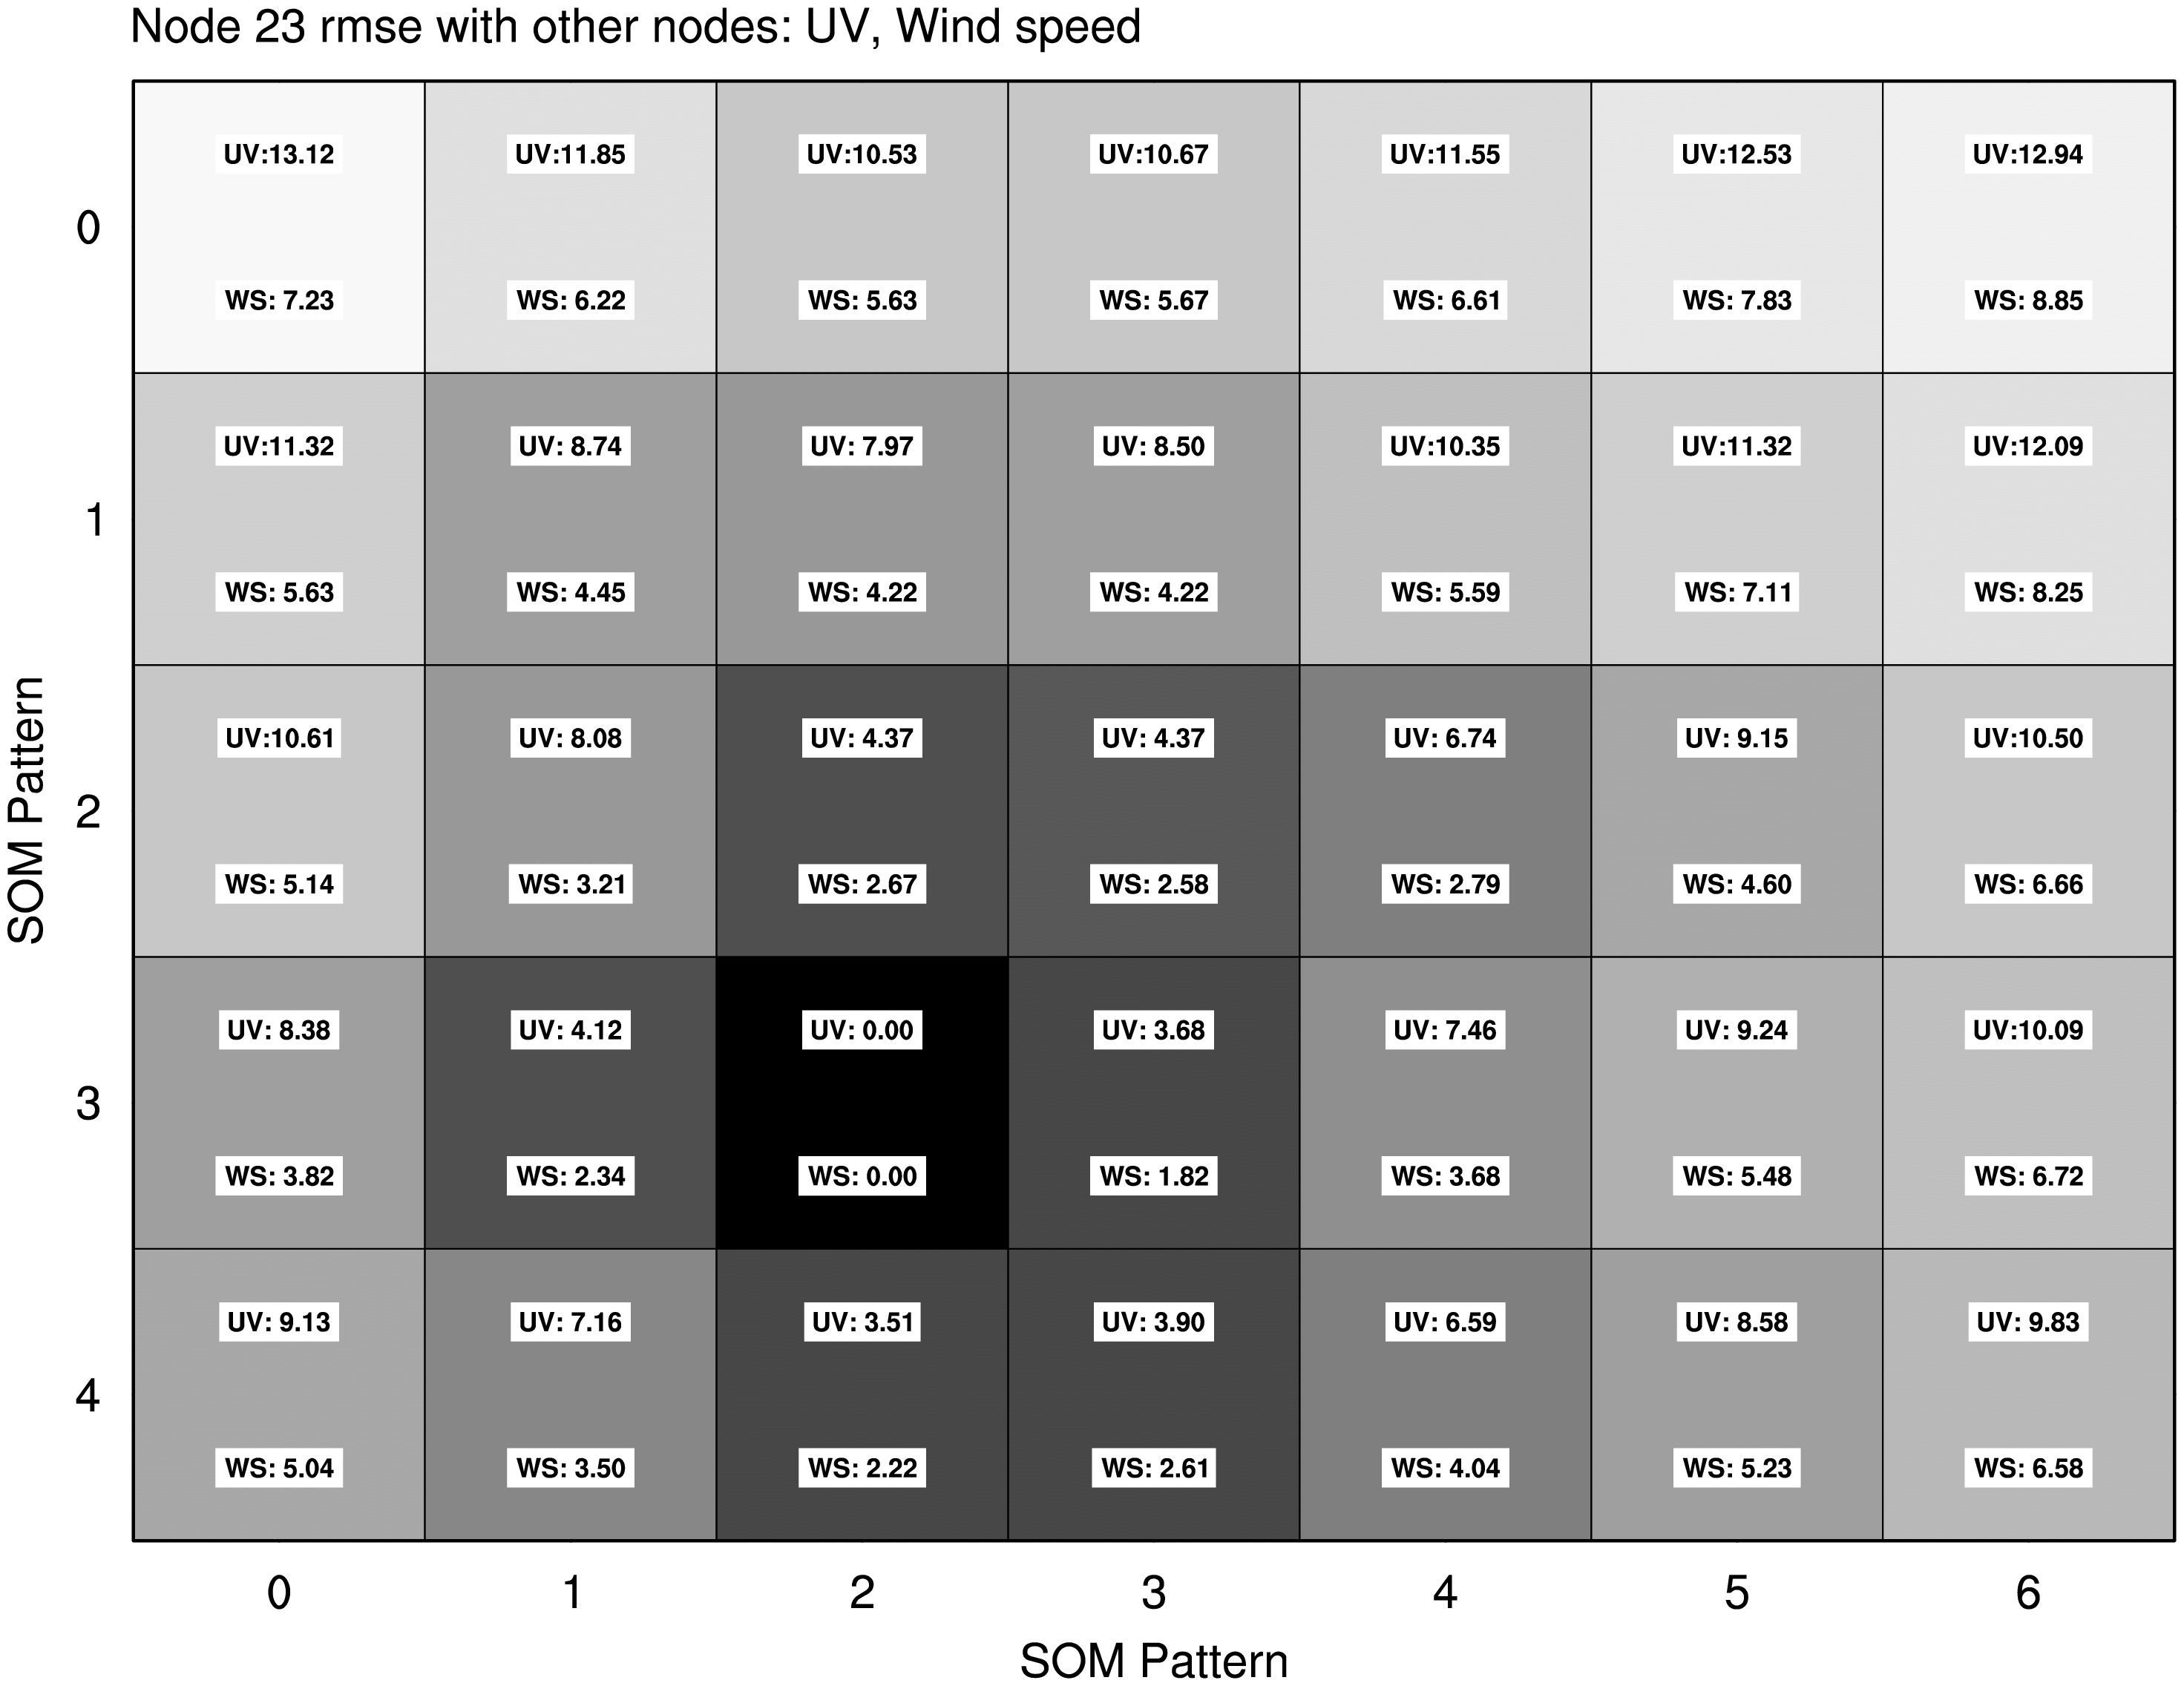 Node 23 rmse with other nodes: UV, Wind speed
UV:13.12 UV:11.85 UV:10.53 UV:10.67 UV:11.55 UV:12.53 UV:12.94
0
WS: 7.23 WS: 6.22 WS: 5.63 WS: 5.67 WS: 6.61 WS: 7.83 WS: 8.85
UV:11.32 UV: 8.74 UV: 7.97 UV: 8.50 UV:10.35 UV:11.32 UV:12.09
1
WS: 5.63 WS: 4.45 WS: 4.22 WS: 4.22 WS: 5.59 WS: 7.11 WS: 8.25
UV:10.61 UV: 8.08 UV: 4.37 UV: 4.37 UV: 6.74 UV: 9.15 UV:10.50
2
WS: 5.14 WS: 3.21 WS: 2.67 WS: 2.58 WS: 2.79 WS: 4.60 WS: 6.66
UV: 8.38 UV: 4.12 UV: 0.00 UV: 3.68 UV: 7.46 UV: 9.24 UV:10.09
3
WS: 3.82 WS: 2.34 WS: 0.00 WS: 1.82 WS: 3.68 WS: 5.48 WS: 6.72
UV: 9.13 UV: 7.16 UV: 3.51 UV: 3.90 UV: 6.59 UV: 8.58 UV: 9.83
4
WS: 5.04 WS: 3.50 WS: 2.22 WS: 2.61 WS: 4.04 WS: 5.23 WS: 6.58
SOM Pattern
0 1 2 3 4 5 6
SOM Pattern